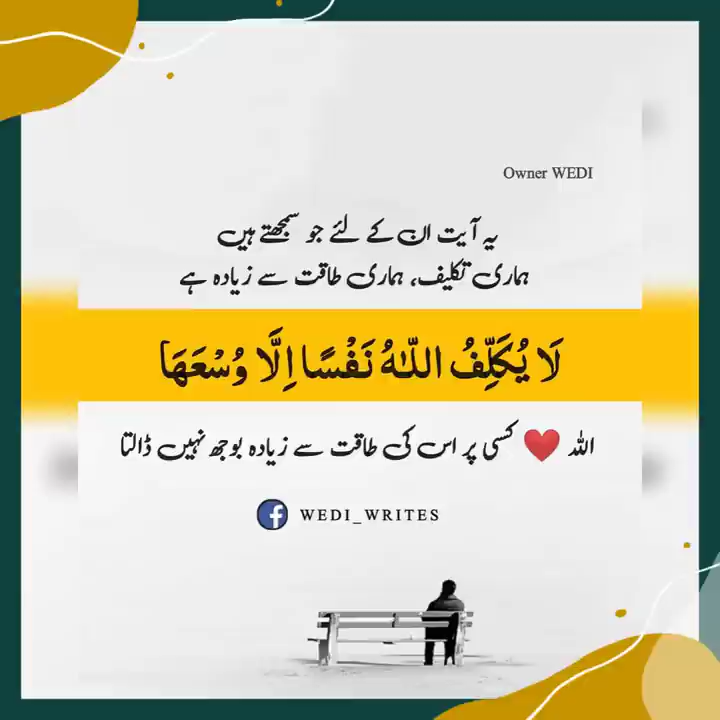 Owner WEDI
یہ آیت ان کے لئے جو سمجھتے ہیں
ہماری تکلیف، ہماری طاقت سے زیادہ ہے
لَا يُكَلِّفُ اللّٰهُ نَفْسًا اِلَّا وُسْعَهَا
اللہ ❤️ کسی پر اس کی طاقت سے زیادہ بوجھ نہیں ڈالتا
WEDI_WRITES